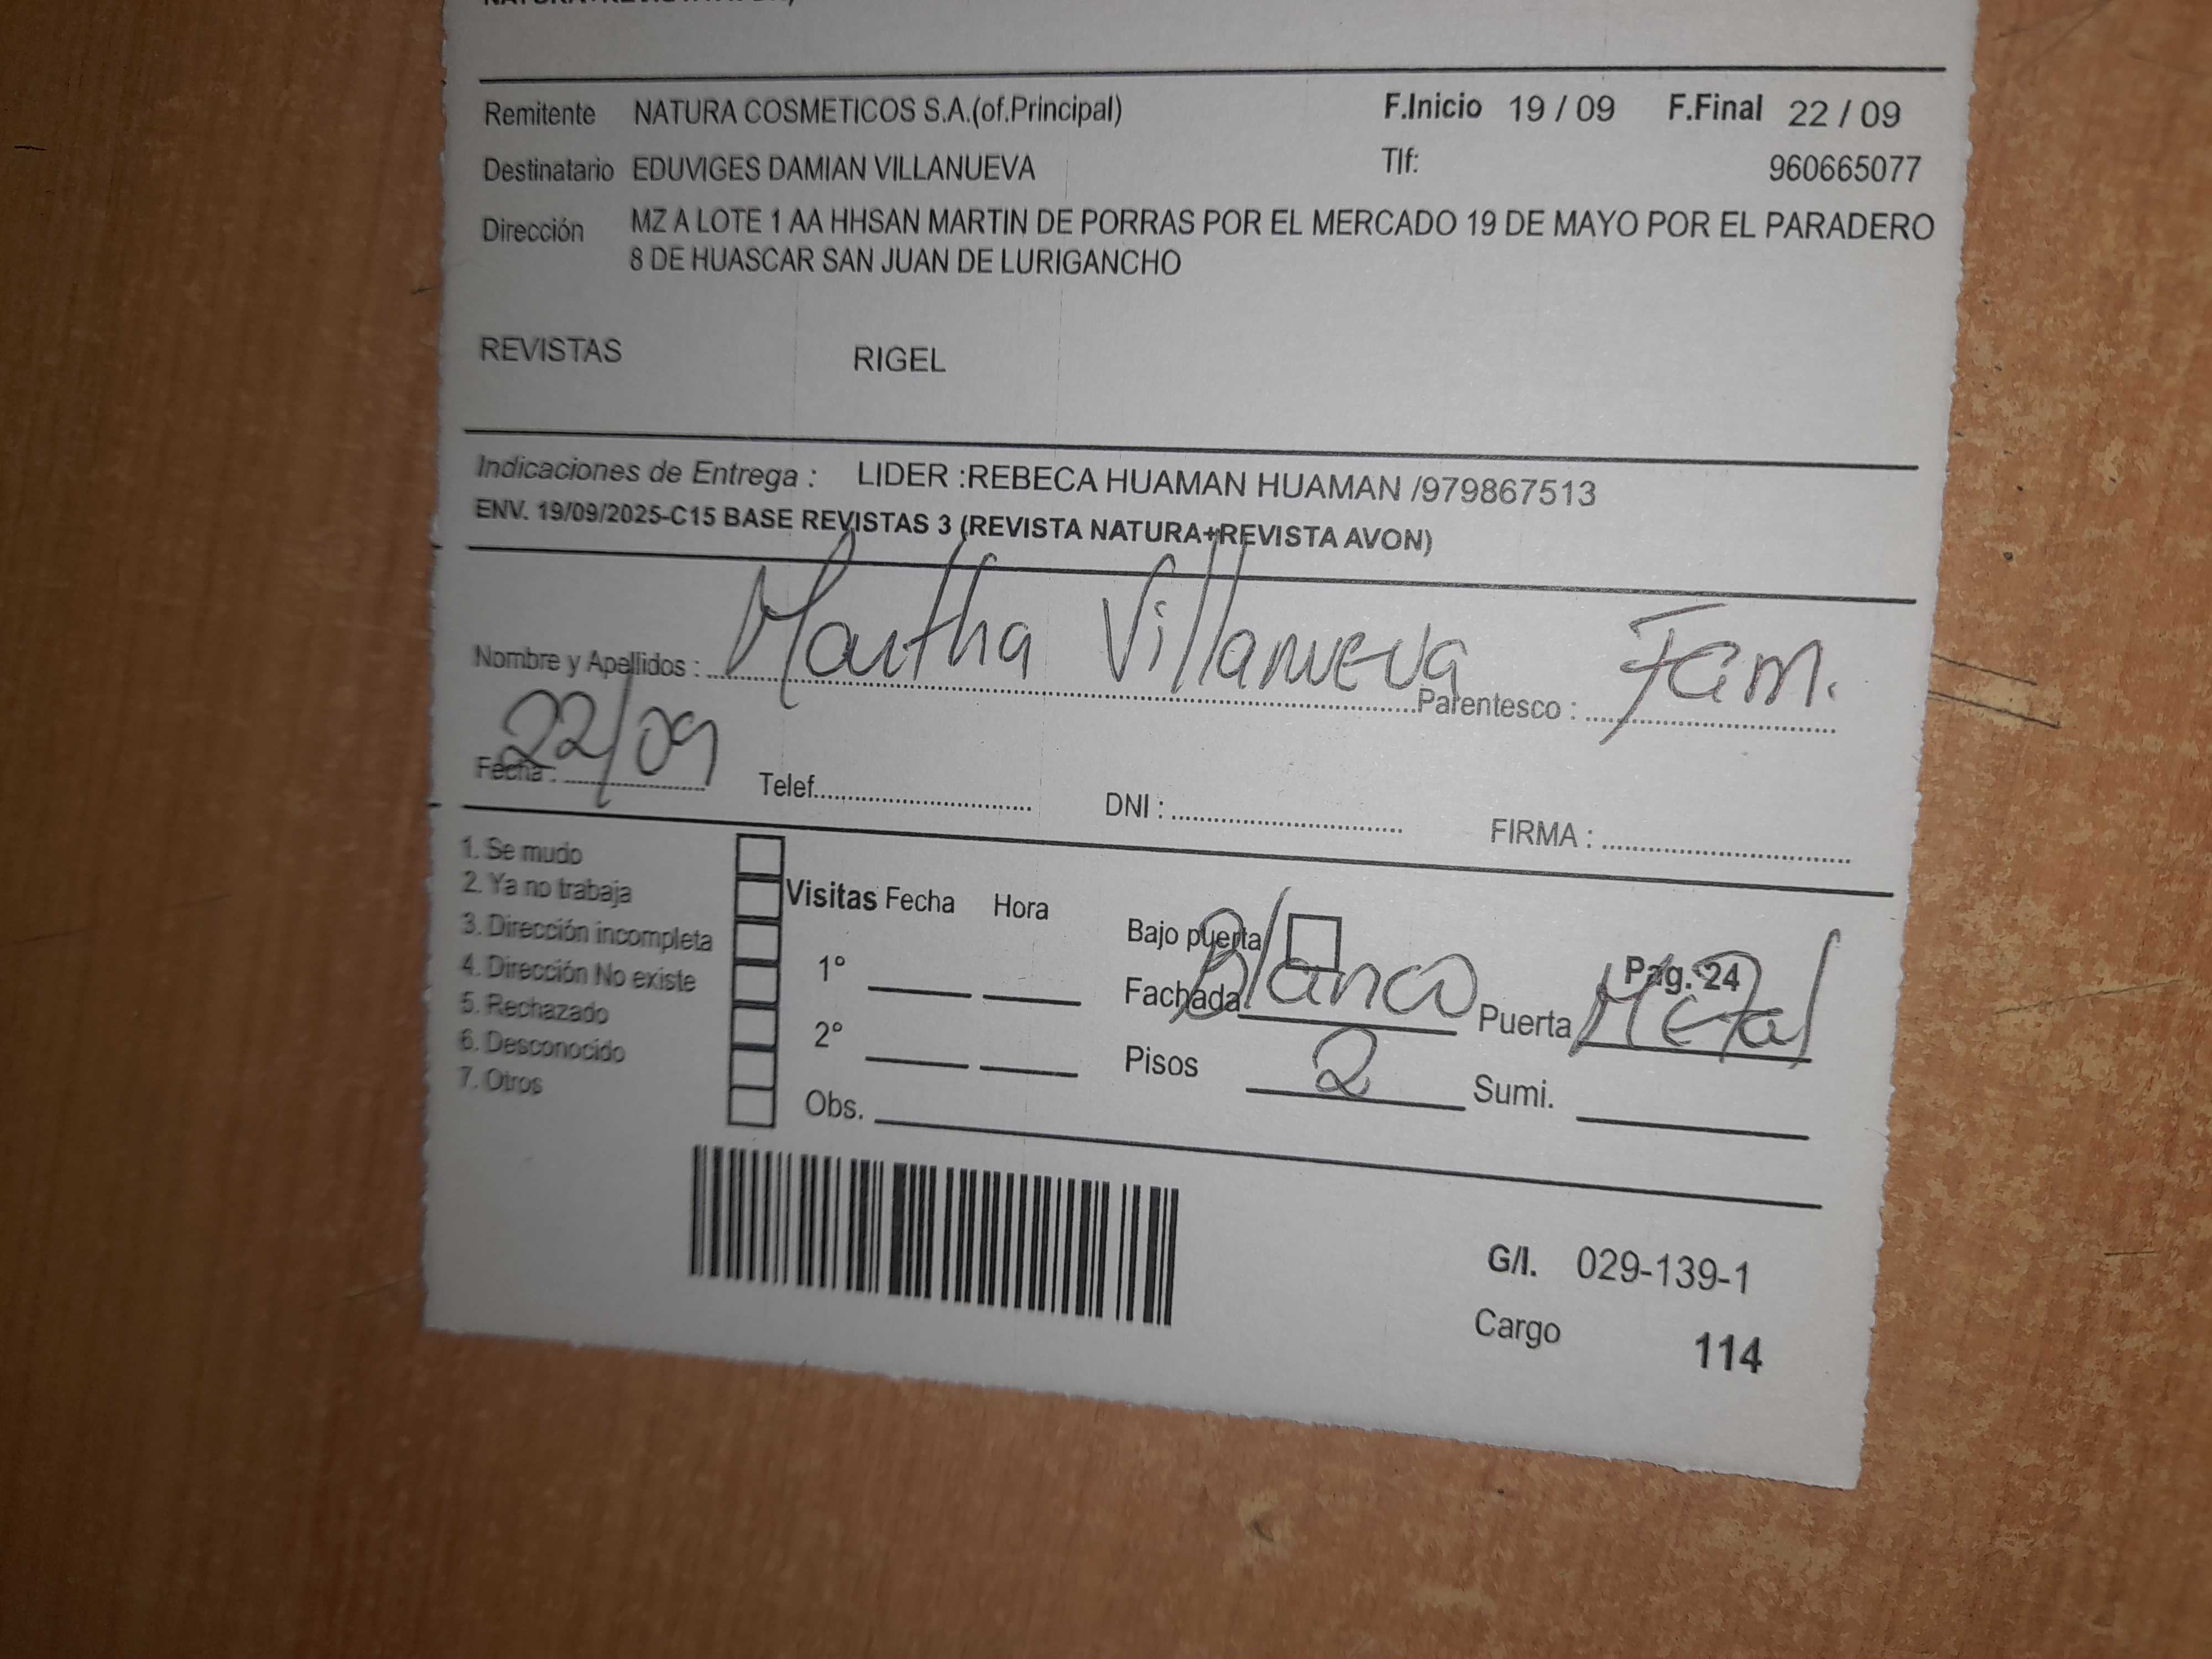 Remitente NATURA COSMETICOS S.A.(of.Principal) F.Inicio 19 / 09 F.Final 22 / 09
Destinatario EDUVIGES DAMIAN VILLANUEVA Tlf: 960665077
Dirección MZ A LOTE 1 AA HHSAN MARTIN DE PORRAS POR EL MERCADO 19 DE MAYO POR EL PARADERO
8 DE HUASCAR SAN JUAN DE LURIGANCHO
REVISTAS RIGEL
Indicaciones de Entrega : LIDER :REBECA HUAMAN HUAMAN /979867513
ENV. 19/09/2025-C15 BASE REVISTAS 3 (REVISTA NATURA+REVISTA AVON)
Nombre y Apellidos : Martha Villanueva Parentesco : Fam.
Fecha : 22/09 Telef. DNI : FIRMA :
1. Se mudo
2. Ya no trabaja
3. Dirección incompleta
4. Dirección No existe
5. Rechazado
6. Desconocido
7. Otros
Visitas Fecha Hora
1°
2°
Obs.
Bajo puerta Pag. 24
Fachada Blanco Puerta Metal
Pisos 2 Sumi.
G/I. 029-139-1
Cargo 114